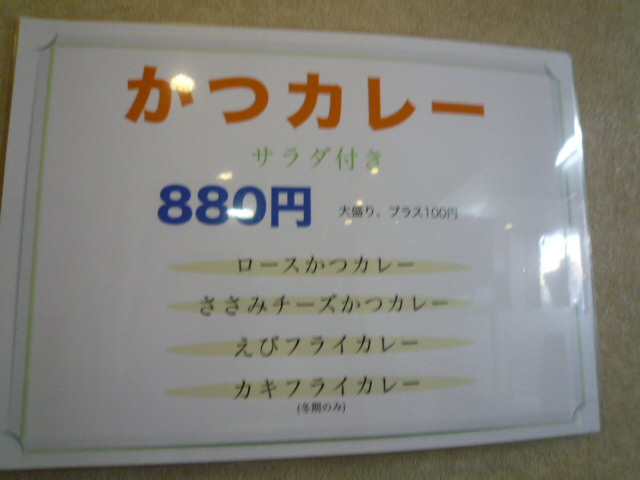 かつカレー
サラダ付き
880円 大盛り、プラス100円
ロースかつカレー
ささみチーズかつカレー
えびフライカレー
カキフライカレー
(冬期のみ)